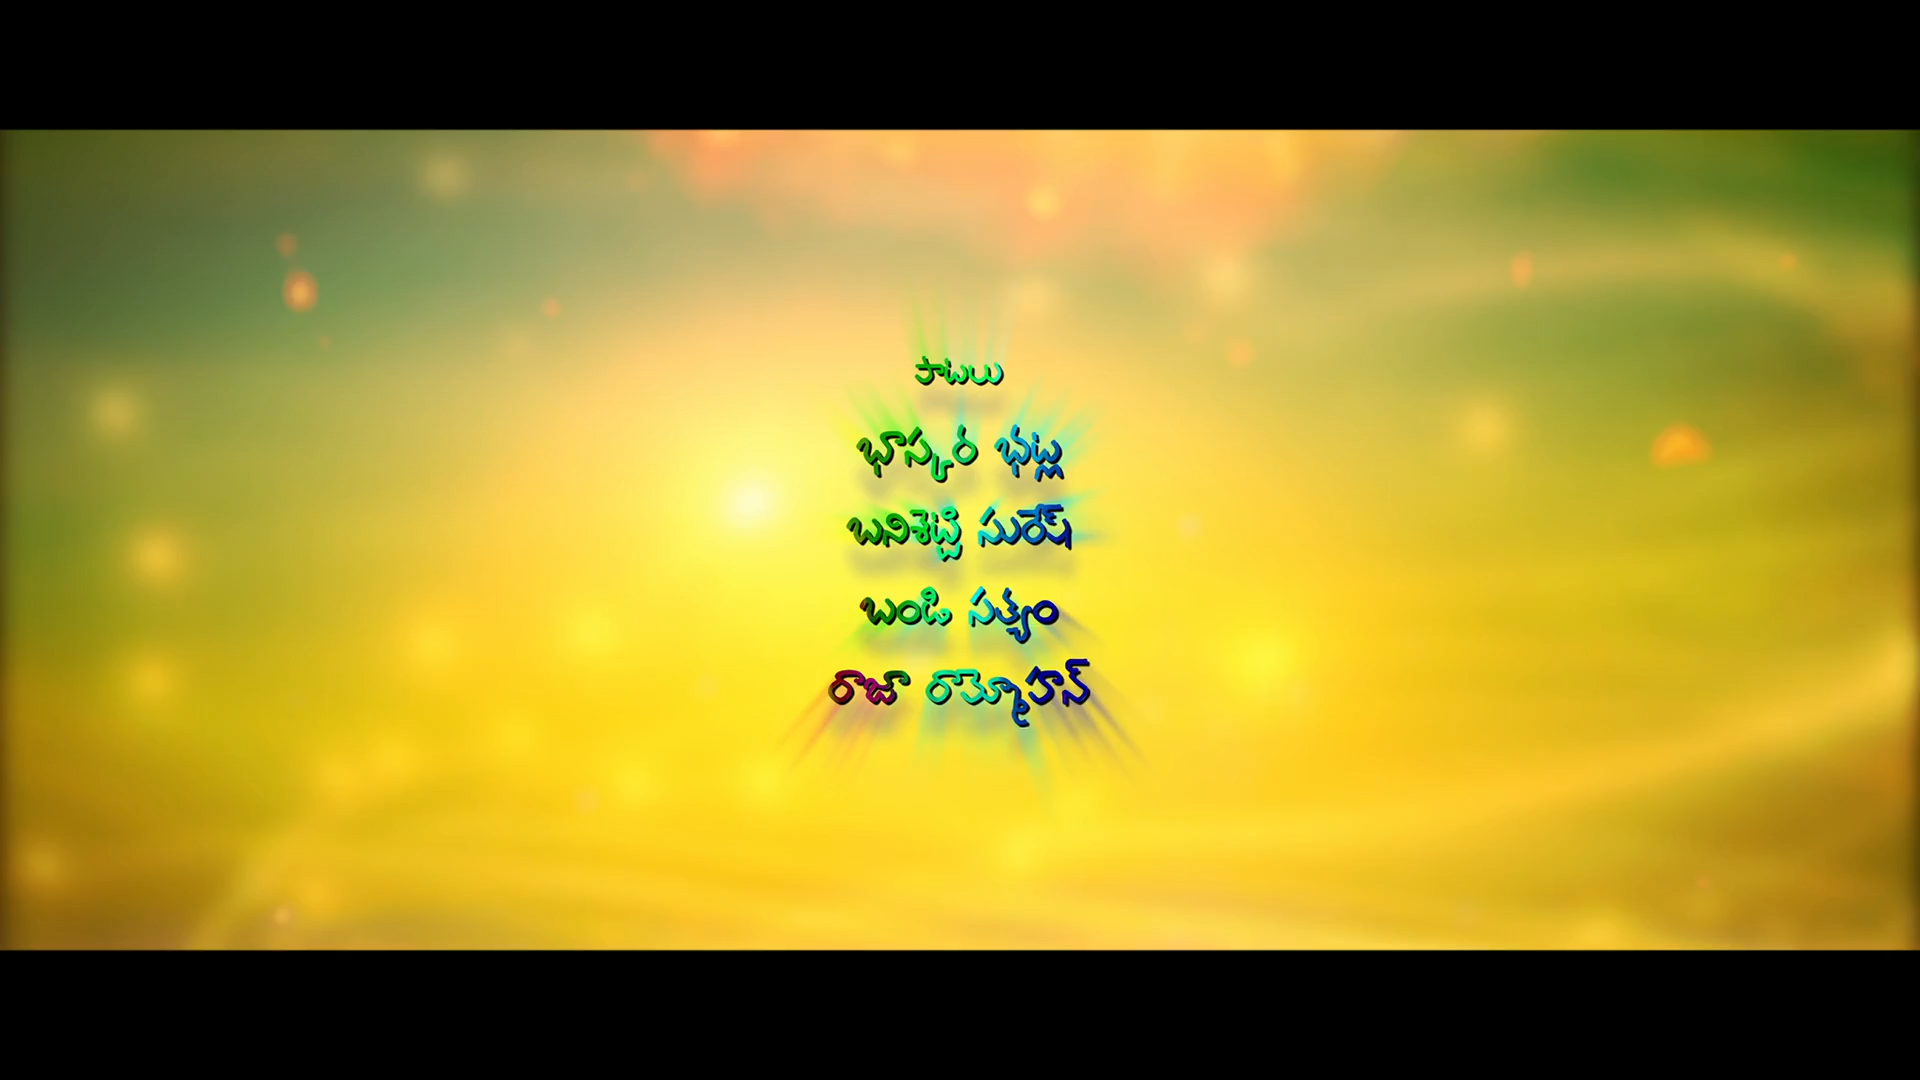 పాటలు
భాస్కర భట్ల
బనిశెట్టి సురేష్
బండి సత్యం
రాజా రామ్మోహన్